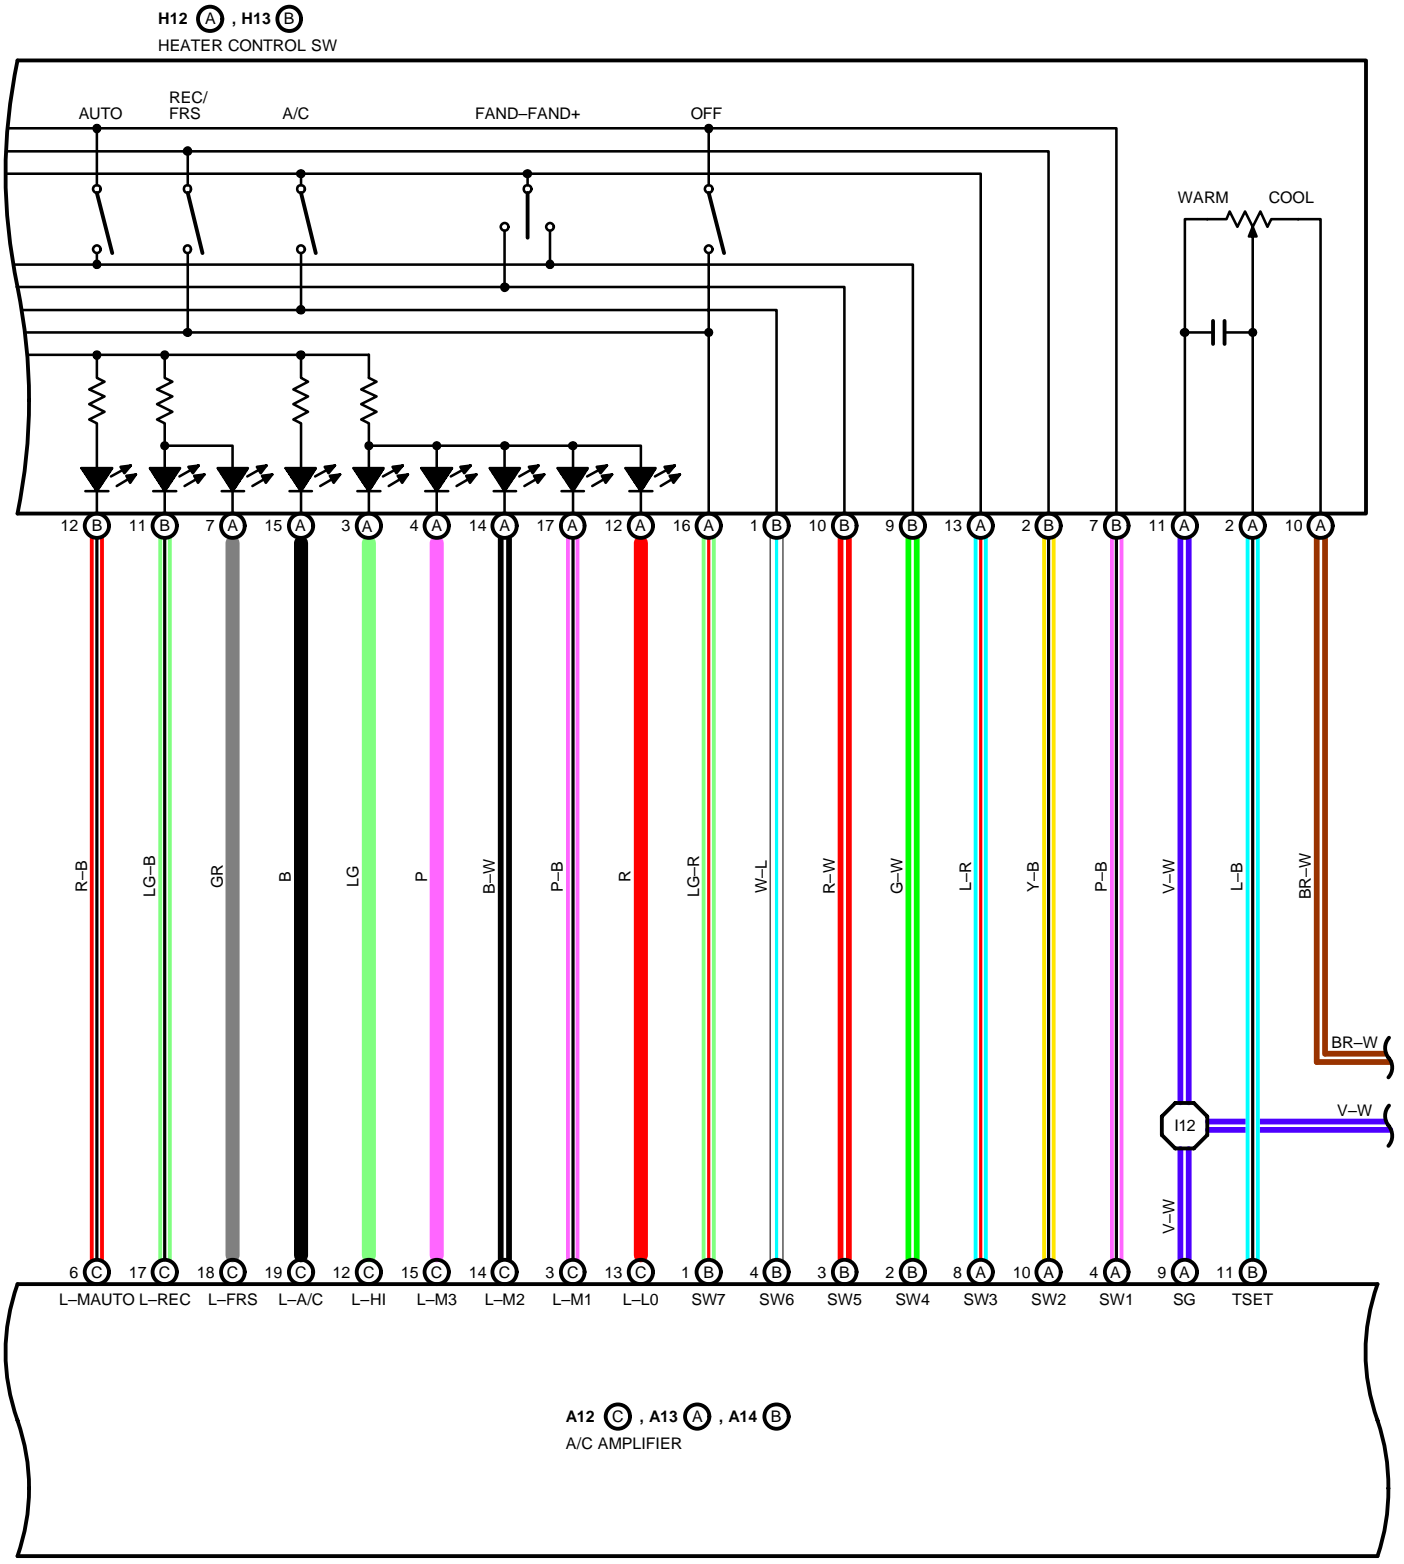 H12 A , H13 B
HEATER CONTROL SW
AUTO REC/ FRS A/C FAND–FAND+ OFF
WARM COOL
12 B 11 B 7 A 15 A 3 A 4 A 14 A 17 A 12 A 16 A 1 B 10 B 9 B 13 A 2 B 7 B 11 A 2 A 10 A
R–B LG–B GR B LG P B–W P–B R LG–R W–L R–W G–W L–R Y–B P–B V–W L–B BR–W
BR–W
V–W
I12
V–W
6 C 17 C 18 C 19 C 12 C 15 C 14 C 3 C 13 C 1 B 4 B 3 B 2 B 8 A 10 A 4 A 9 A 11 B
L–MAUTO L–REC L–FRS L–A/C L–HI L–M3 L–M2 L–M1 L–L0 SW7 SW6 SW5 SW4 SW3 SW2 SW1 SG TSET
A12 C , A13 A , A14 B
A/C AMPLIFIER